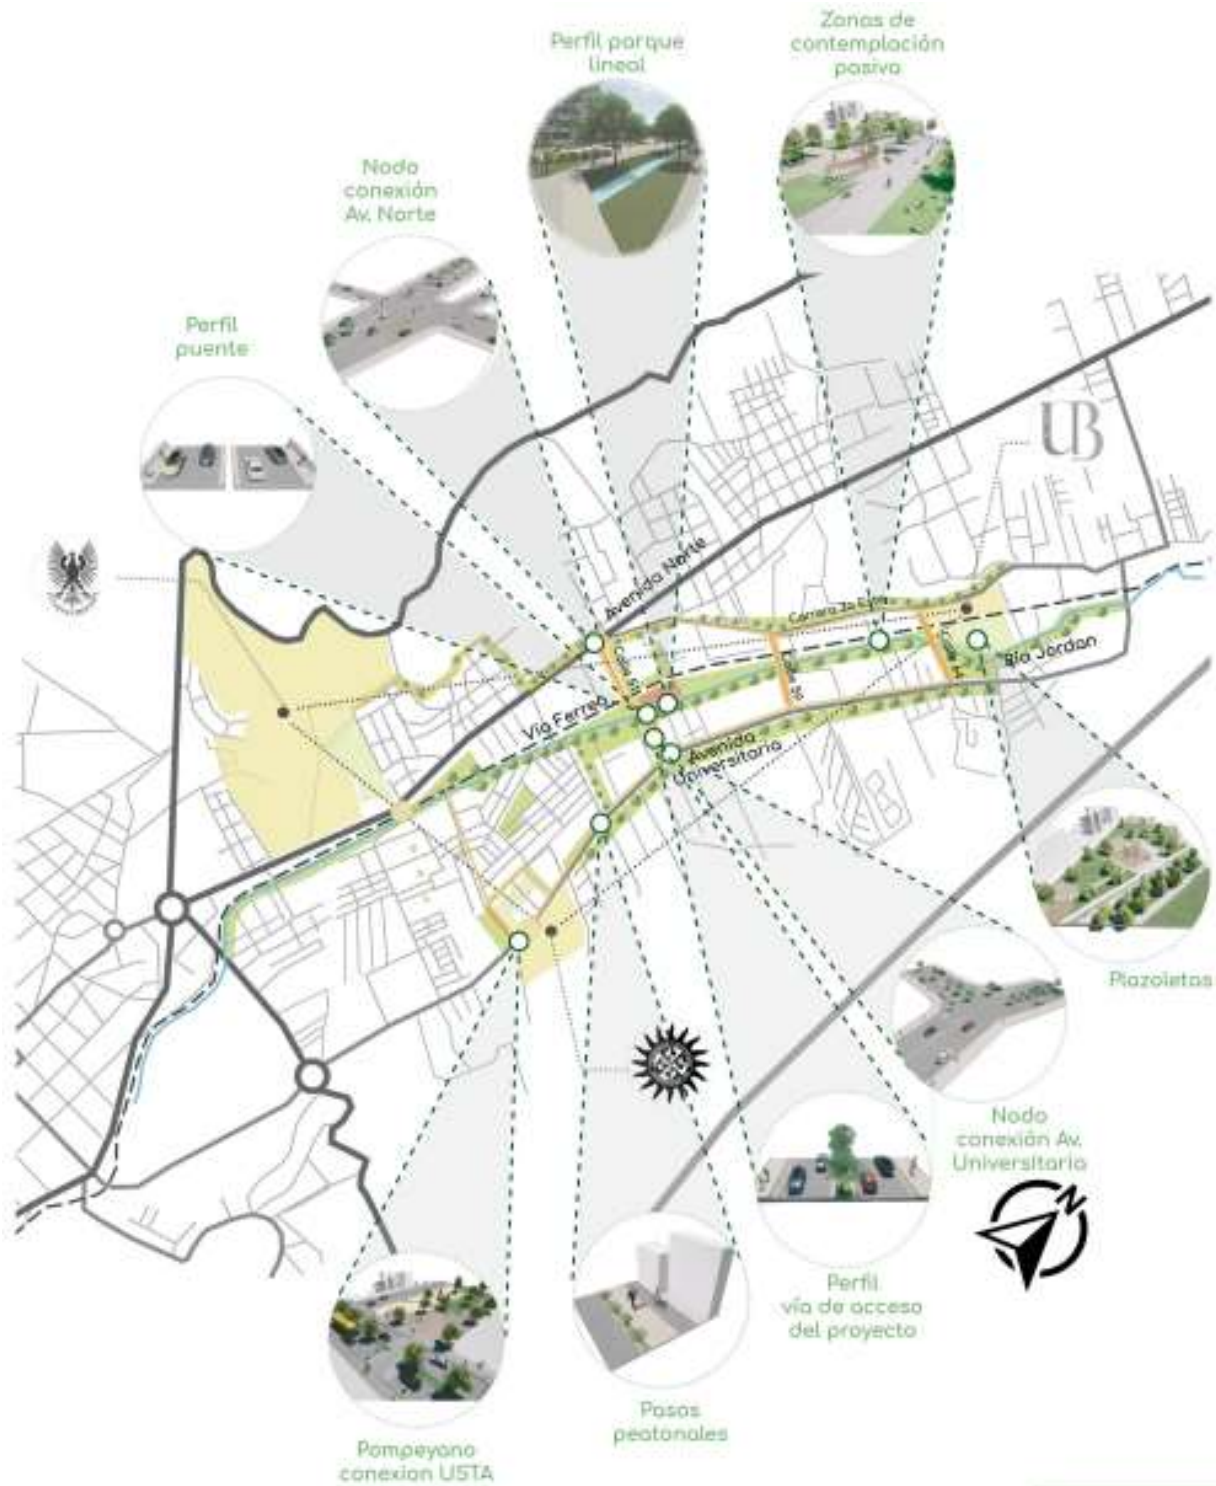 Zonas de
contemplación
pasiva
Perfil parque
lineal
Nodo
conexión
Av. Norte
Perfil
puente
UB
Avenida Norte
Vía Ferrea
Río Jordan
Avenida
Universitaria
Plazoletas
Nodo
conexión Av.
Universitaria
N
Perfil
vía de acceso
del proyecto
Pasos
peatonales
Pompeyano
conexion USTA